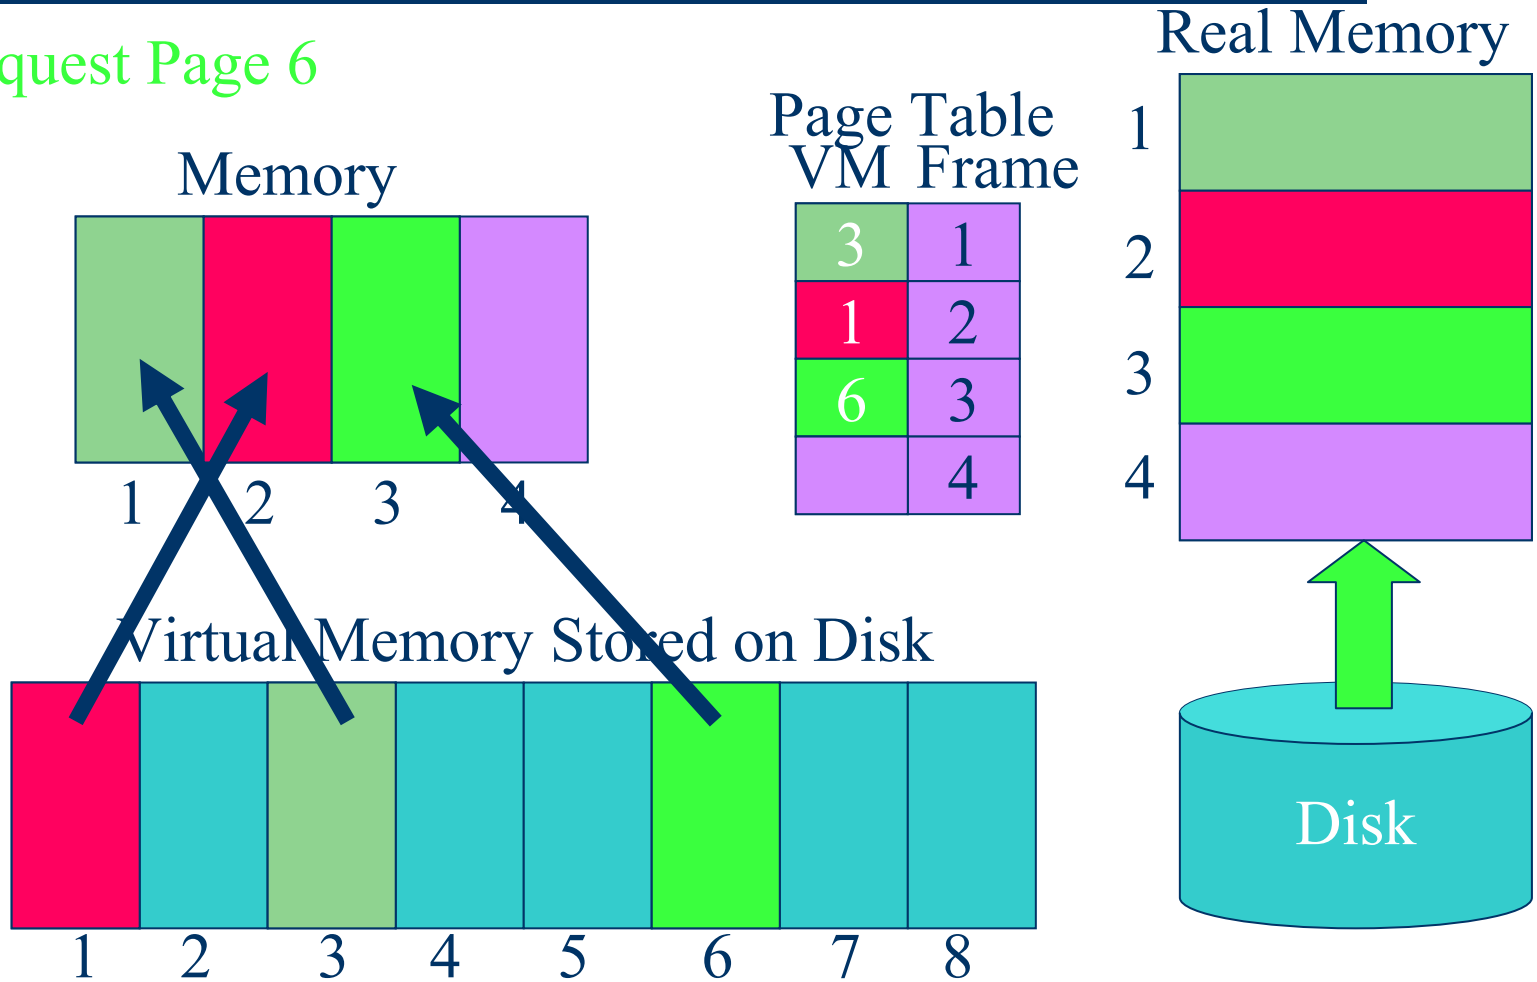 quest Page 6
Real Memory
Page Table
VM Frame
Memory
3 1
1 2
6 3
4
1
2
3
4
1 2 3 4
Virtual Memory Stored on Disk
1 2 3 4 5 6 7 8
Disk